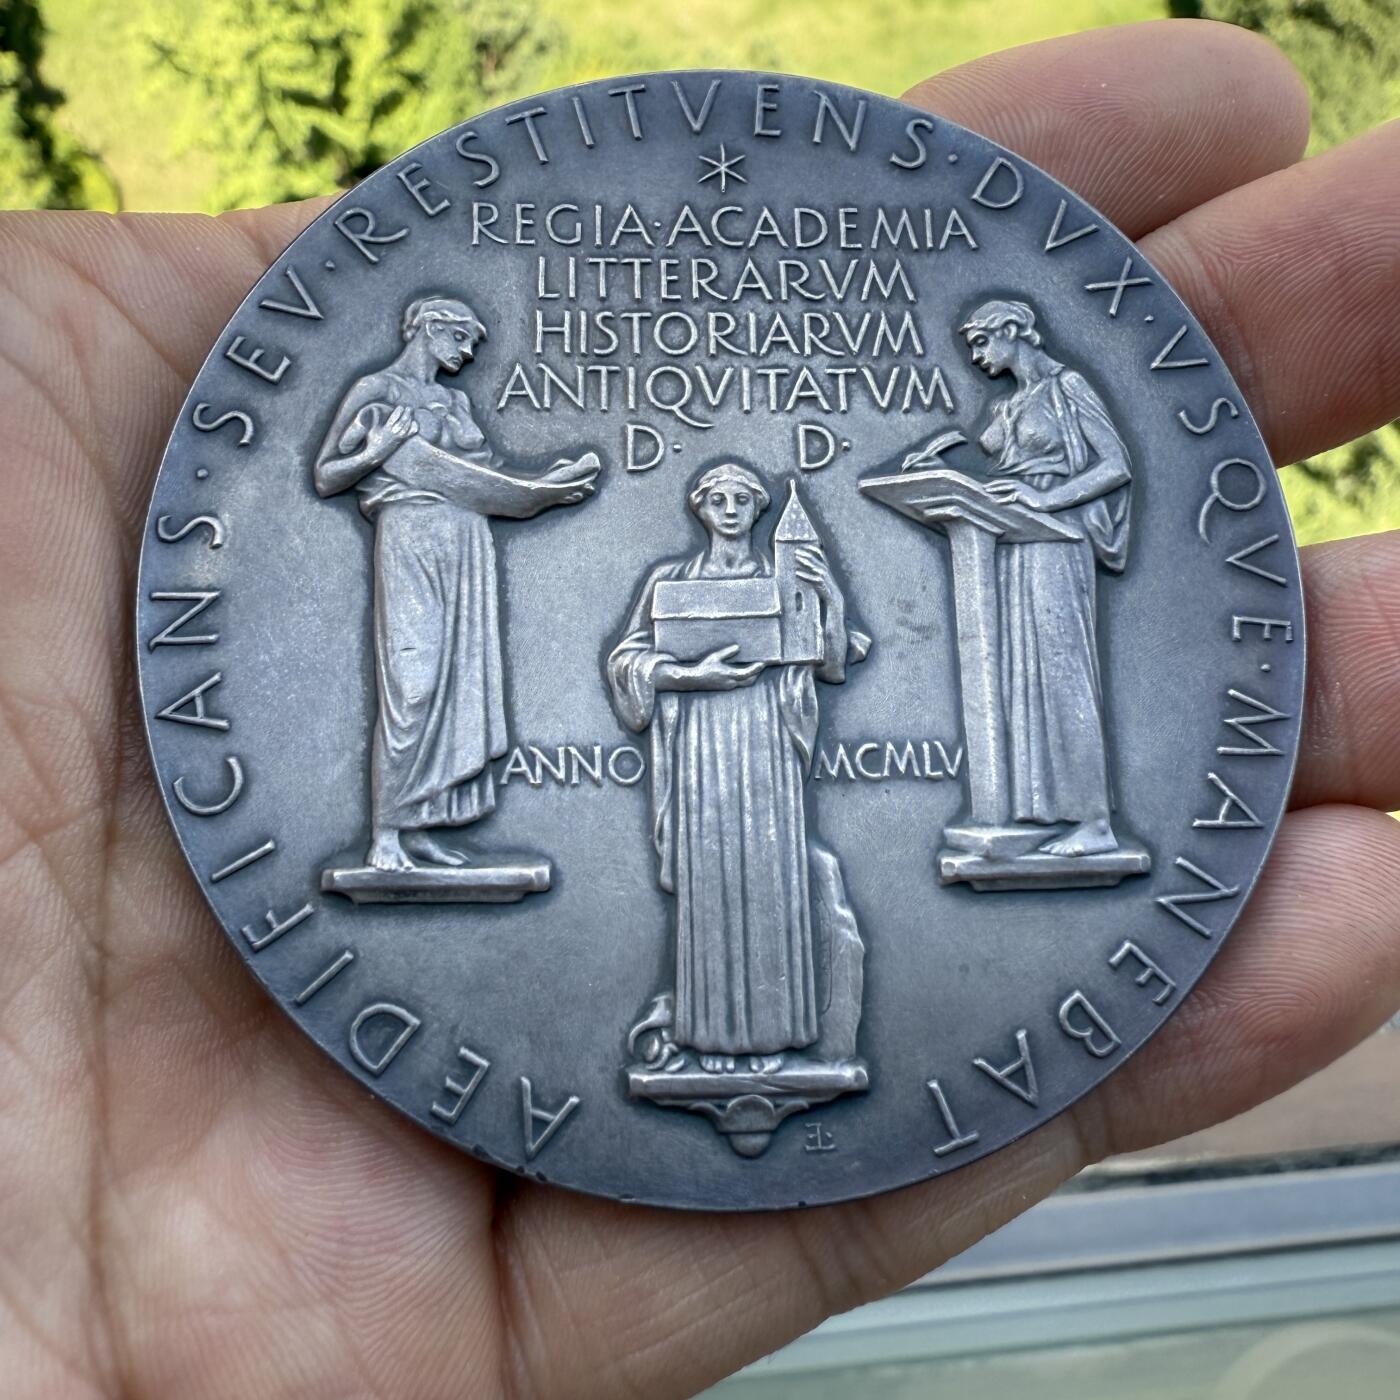 AEDIFICANS · SEV · RESTITVENS · DVX · VSQVE · MANEBAT
REGIA · ACADEMIA
LITTERARVM
HISTORIARVM
ANTIQVITATVM
D · D ·
ANNO MCMLV